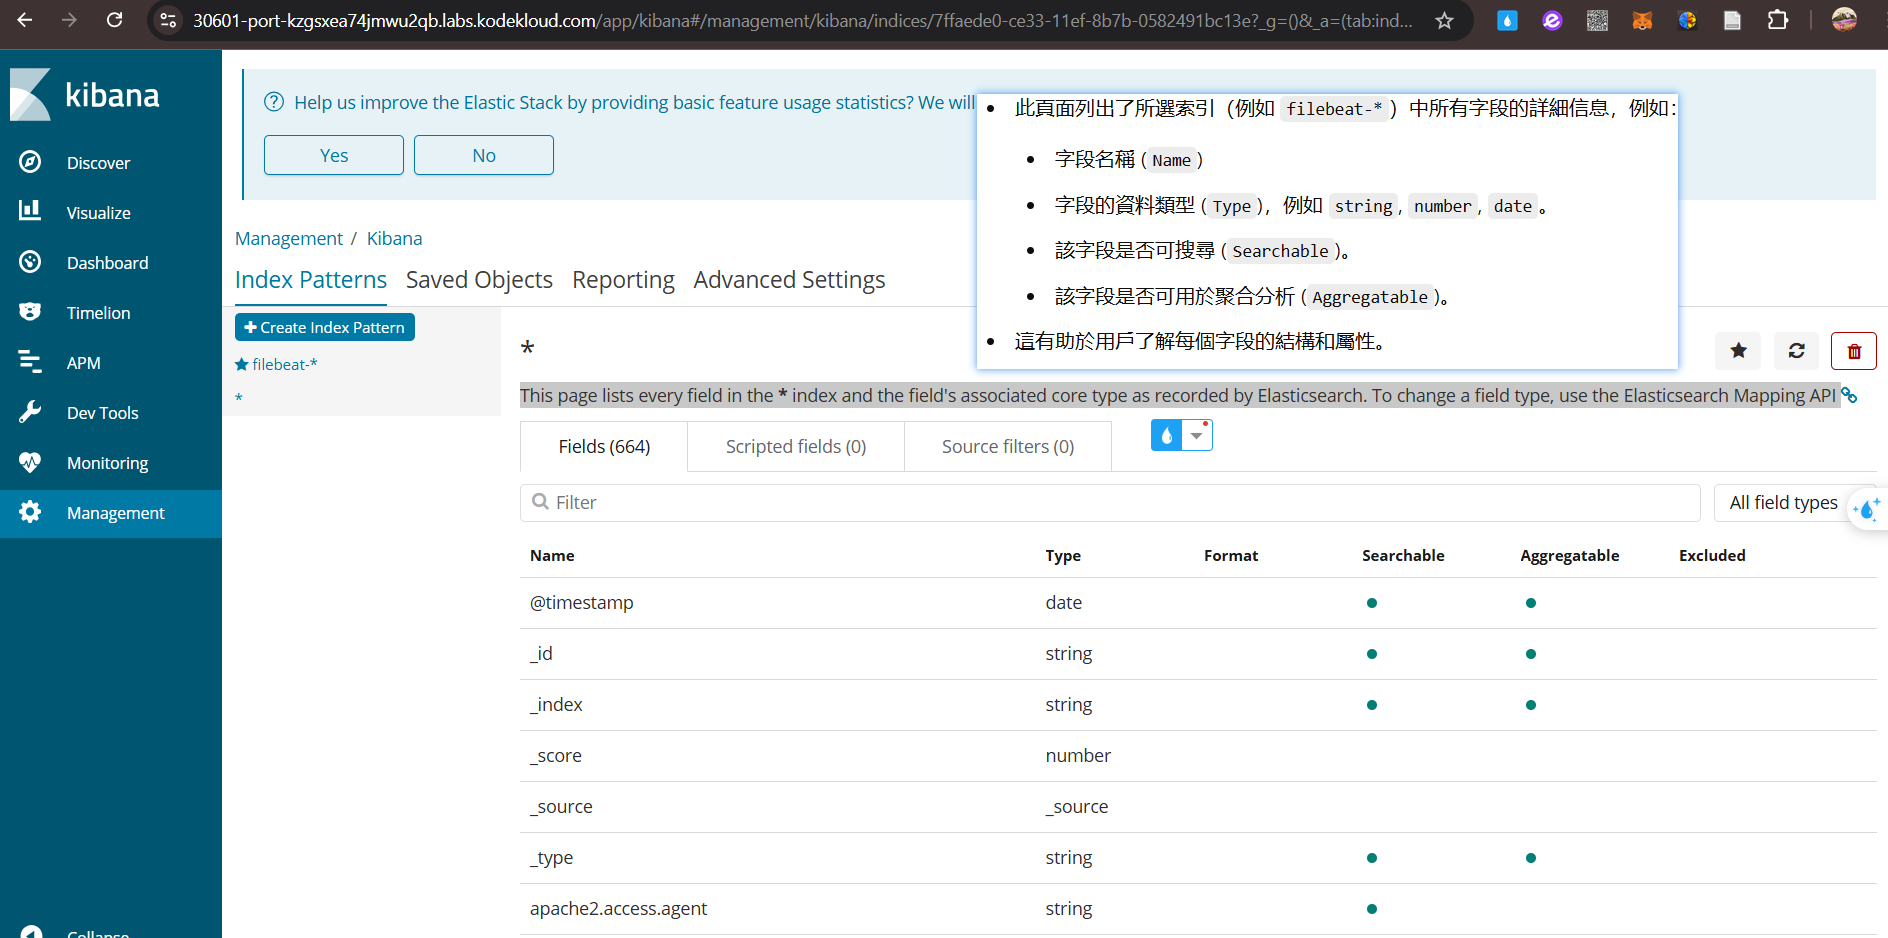 30601-port-kzgsxea74jmwu2qb.labs.kodekloud.com/app/kibana#/management/kibana/indices/7ffaede0-ce33-11ef-8b7b-0582491bc13e?_g=()&_a=(tab:ind...
kibana
Discover
Visualize
Dashboard
Timelion
APM
Dev Tools
Monitoring
Management
Collapse
Help us improve the Elastic Stack by providing basic feature usage statistics? We will
Yes
No
此頁面列出了所選索引（例如 filebeat-*）中所有字段的詳細信息，例如：
字段名稱 (Name)
字段的資料類型 (Type)，例如 string, number, date。
該字段是否可搜尋 (Searchable)。
該字段是否可用於聚合分析 (Aggregatable)。
這有助於用戶了解每個字段的結構和屬性。
Management / Kibana
Index Patterns Saved Objects Reporting Advanced Settings
Create Index Pattern
filebeat-*
*
*
This page lists every field in the * index and the field's associated core type as recorded by Elasticsearch. To change a field type, use the Elasticsearch Mapping API
Fields (664) Scripted fields (0) Source filters (0)
Filter
All field types
Name Type Format Searchable Aggregatable Excluded
@timestamp date
_id string
_index string
_score number
_source _source
_type string
apache2.access.agent string